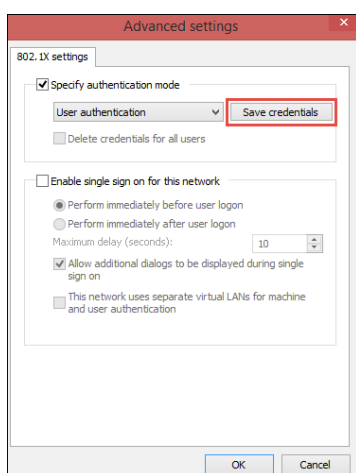 Advanced settings
802.1X settings
Specify authentication mode
User authentication
Save credentials
Delete credentials for all users
Enable single sign on for this network
Perform immediately before user logon
Perform immediately after user logon
Maximum delay (seconds):
10
Allow additional dialogs to be displayed during single
sign on
This network uses separate virtual LANs for machine
and user authentication
OK
Cancel